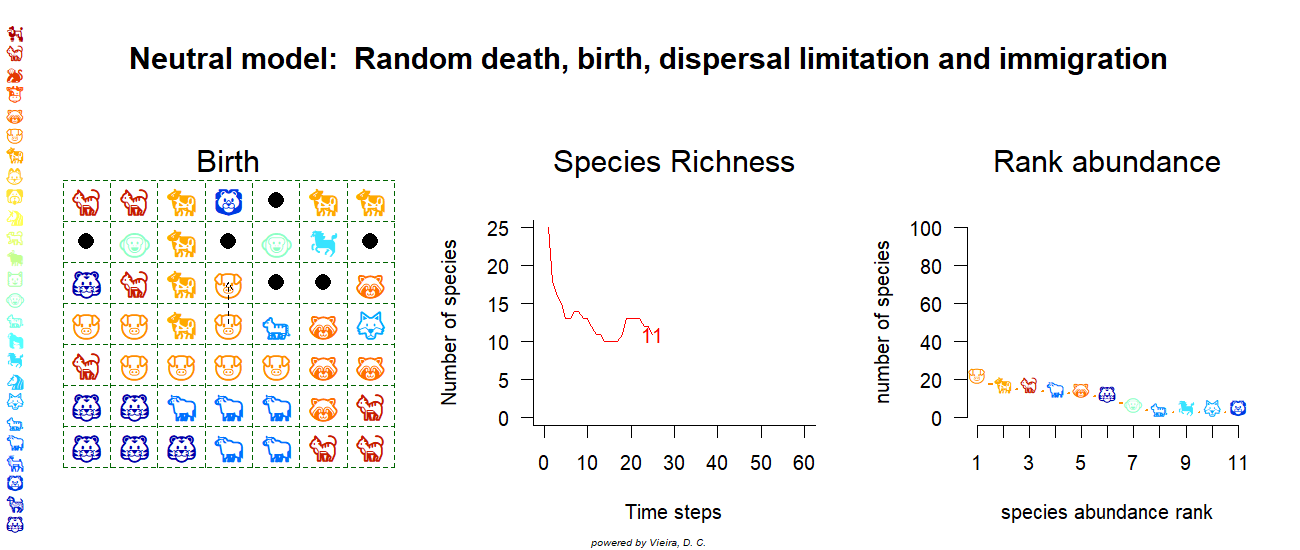 Neutral model:  Random death, birth, dispersal limitation and immigration
Birth
Species Richness
Number of species
25
20
15
10
5
0
11
0 10 20 30 40 50 60
Time steps
Rank abundance
number of species
100
80
60
40
20
0
1 3 5 7 9 11
species abundance rank
powered by Vieira, D. C.